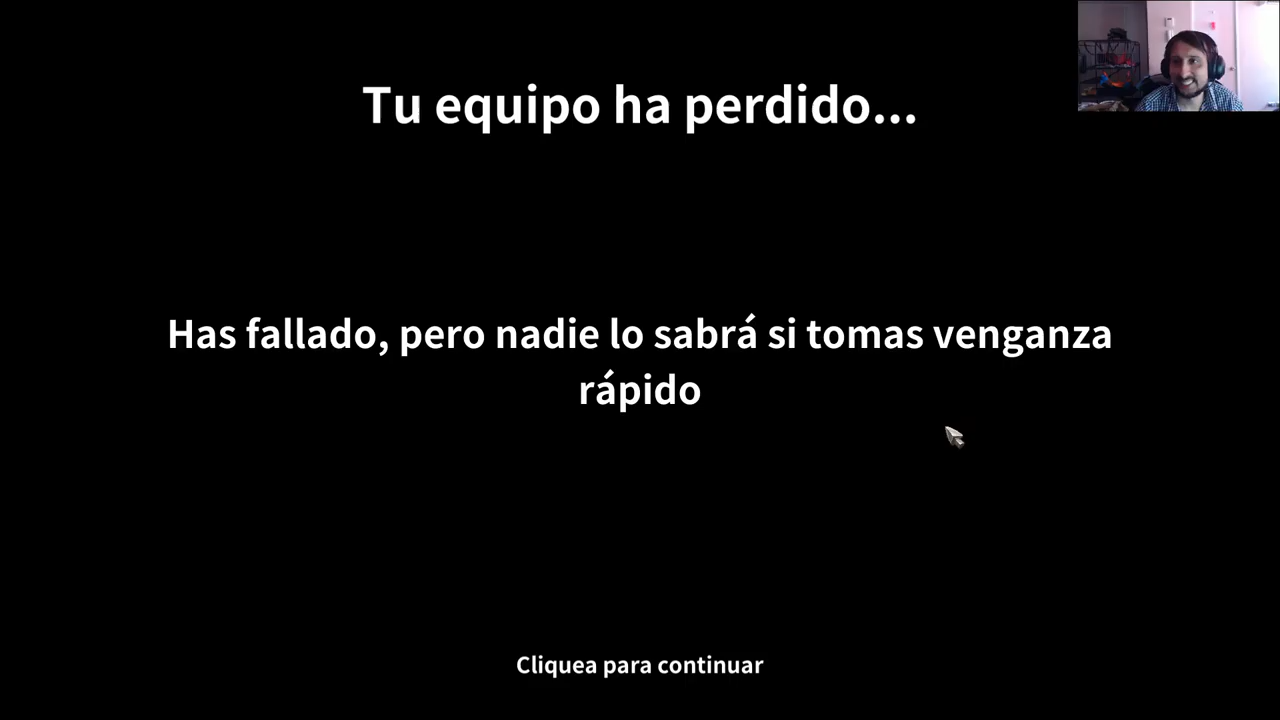 Tu equipo ha perdido...
Has fallado, pero nadie lo sabrá si tomas venganza
rápido
Cliquea para continuar